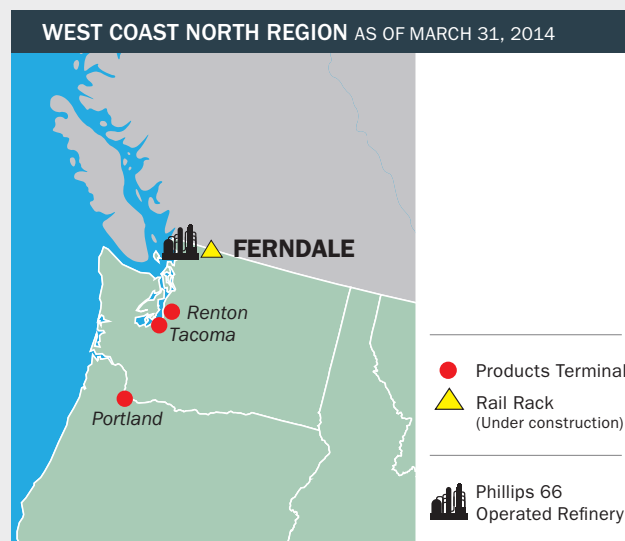 WEST COAST NORTH REGION AS OF MARCH 31, 2014
FERNDALE
Renton
Tacoma
Portland
Products Terminal
Rail Rack
(Under construction)
Phillips 66
Operated Refinery